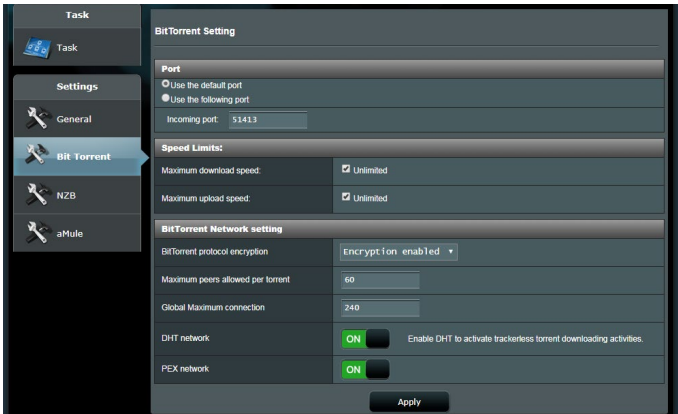 Task
Task
Settings
General
Bit Torrent
NZB
aMule
BitTorrent Setting
Port
Use the default port
Use the following port
Incoming port: 51413
Speed Limits:
Maximum download speed: Unlimited
Maximum upload speed: Unlimited
BitTorrent Network setting
BitTorrent protocol encryption Encryption enabled
Maximum peers allowed per torrent 60
Global Maximum connection 240
DHT network ON Enable DHT to activate trackerless torrent downloading activities.
PEX network ON
Apply